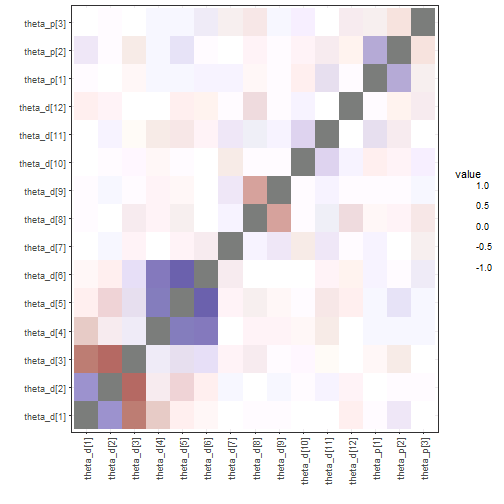 theta_p[3]
theta_p[2]
theta_p[1]
theta_d[12]
theta_d[11]
theta_d[10]
theta_d[9]
theta_d[8]
theta_d[7]
theta_d[6]
theta_d[5]
theta_d[4]
theta_d[3]
theta_d[2]
theta_d[1]
theta_d[1]
theta_d[2]
theta_d[3]
theta_d[4]
theta_d[5]
theta_d[6]
theta_d[7]
theta_d[8]
theta_d[9]
theta_d[10]
theta_d[11]
theta_d[12]
theta_p[1]
theta_p[2]
theta_p[3]
value
1.0
0.5
0.0
-0.5
-1.0